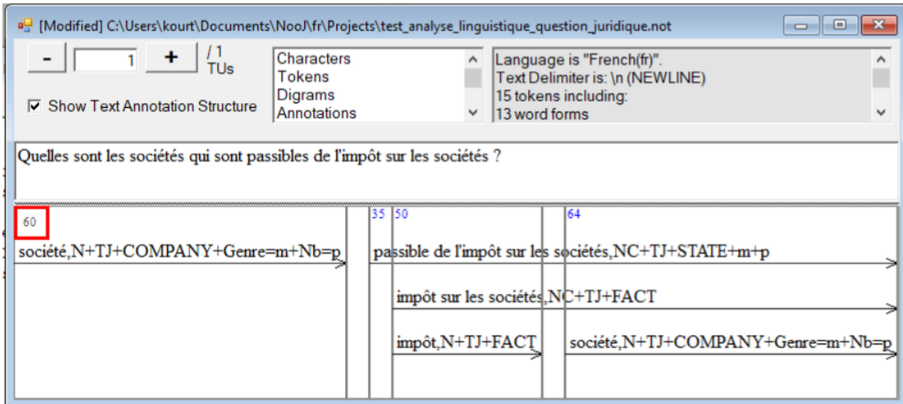 [Modified] C:\Users\kourt\Documents\NooJ\fr\Projects\test_analyse_linguistique_question_juridique.not
- 1 + / 1 TUs
Show Text Annotation Structure
Characters
Tokens
Digrams
Annotations
Language is "French(fr)".
Text Delimiter is: \n (NEWLINE)
15 tokens including:
13 word forms
Quelles sont les sociétés qui sont passibles de l'impôt sur les sociétés ?
60 35 50 64
société,N+TJ+COMPANY+Genre=m+Nb=p passible de l'impôt sur les sociétés,NC+TJ+STATE+m+p
impôt sur les sociétés,NC+TJ+FACT
impôt,N+TJ+FACT société,N+TJ+COMPANY+Genre=m+Nb=p